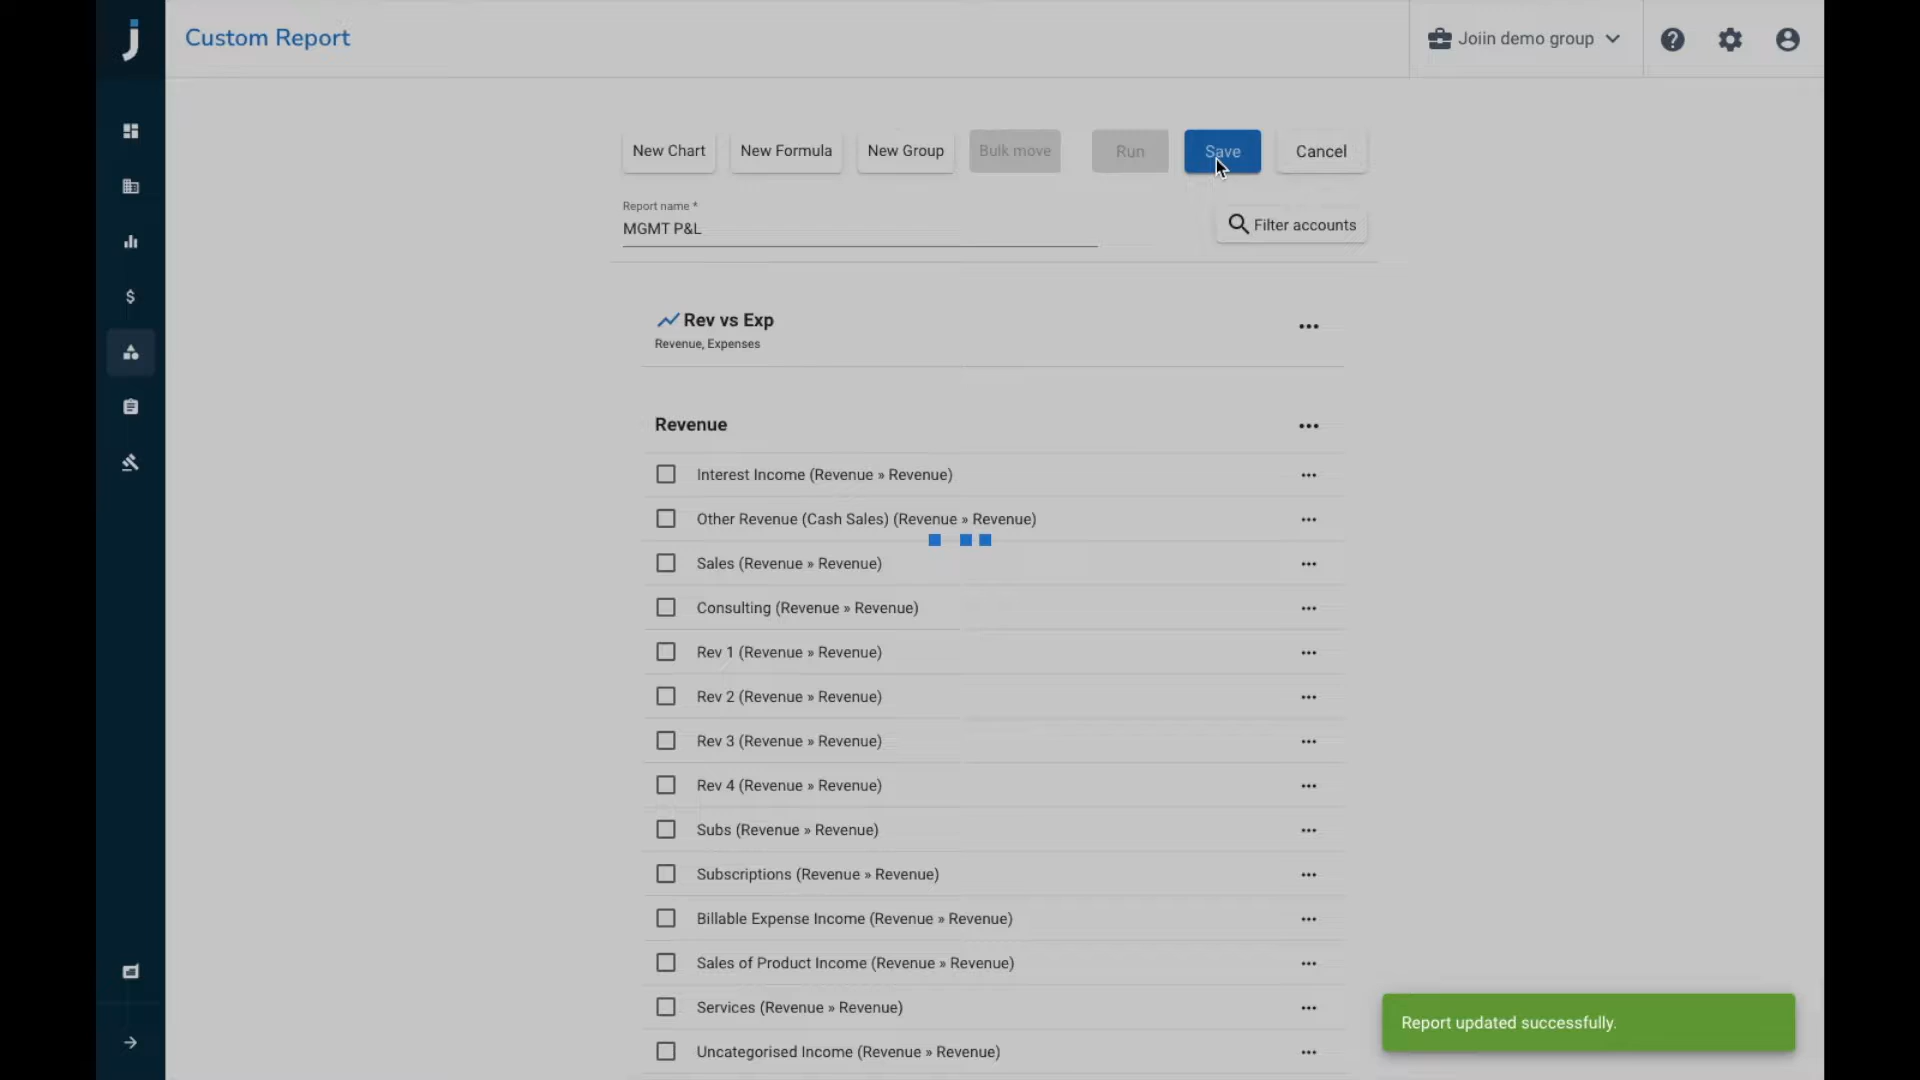 Custom Report
Joiin demo group
New Chart
New Formula
New Group
Bulk move
Run
Save
Cancel
Report name *
MGMT P&L
Filter accounts
Rev vs Exp
Revenue, Expenses
Revenue
Interest Income (Revenue » Revenue)
Other Revenue (Cash Sales) (Revenue » Revenue)
Sales (Revenue » Revenue)
Consulting (Revenue » Revenue)
Rev 1 (Revenue » Revenue)
Rev 2 (Revenue » Revenue)
Rev 3 (Revenue » Revenue)
Rev 4 (Revenue » Revenue)
Subs (Revenue » Revenue)
Subscriptions (Revenue » Revenue)
Billable Expense Income (Revenue » Revenue)
Sales of Product Income (Revenue » Revenue)
Services (Revenue » Revenue)
Uncategorised Income (Revenue » Revenue)
Report updated successfully.